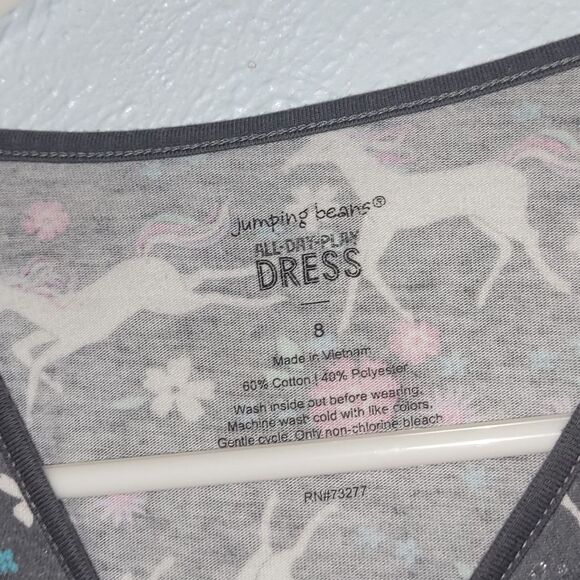 jumping beans®
ALL-DAY-PLAY
DRESS
8
Made in Vietnam
60% Cotton | 40% Polyester
Wash inside out before wearing.
Machine wash cold with like colors.
Gentle cycle. Only non-chlorine bleach
RN#73277